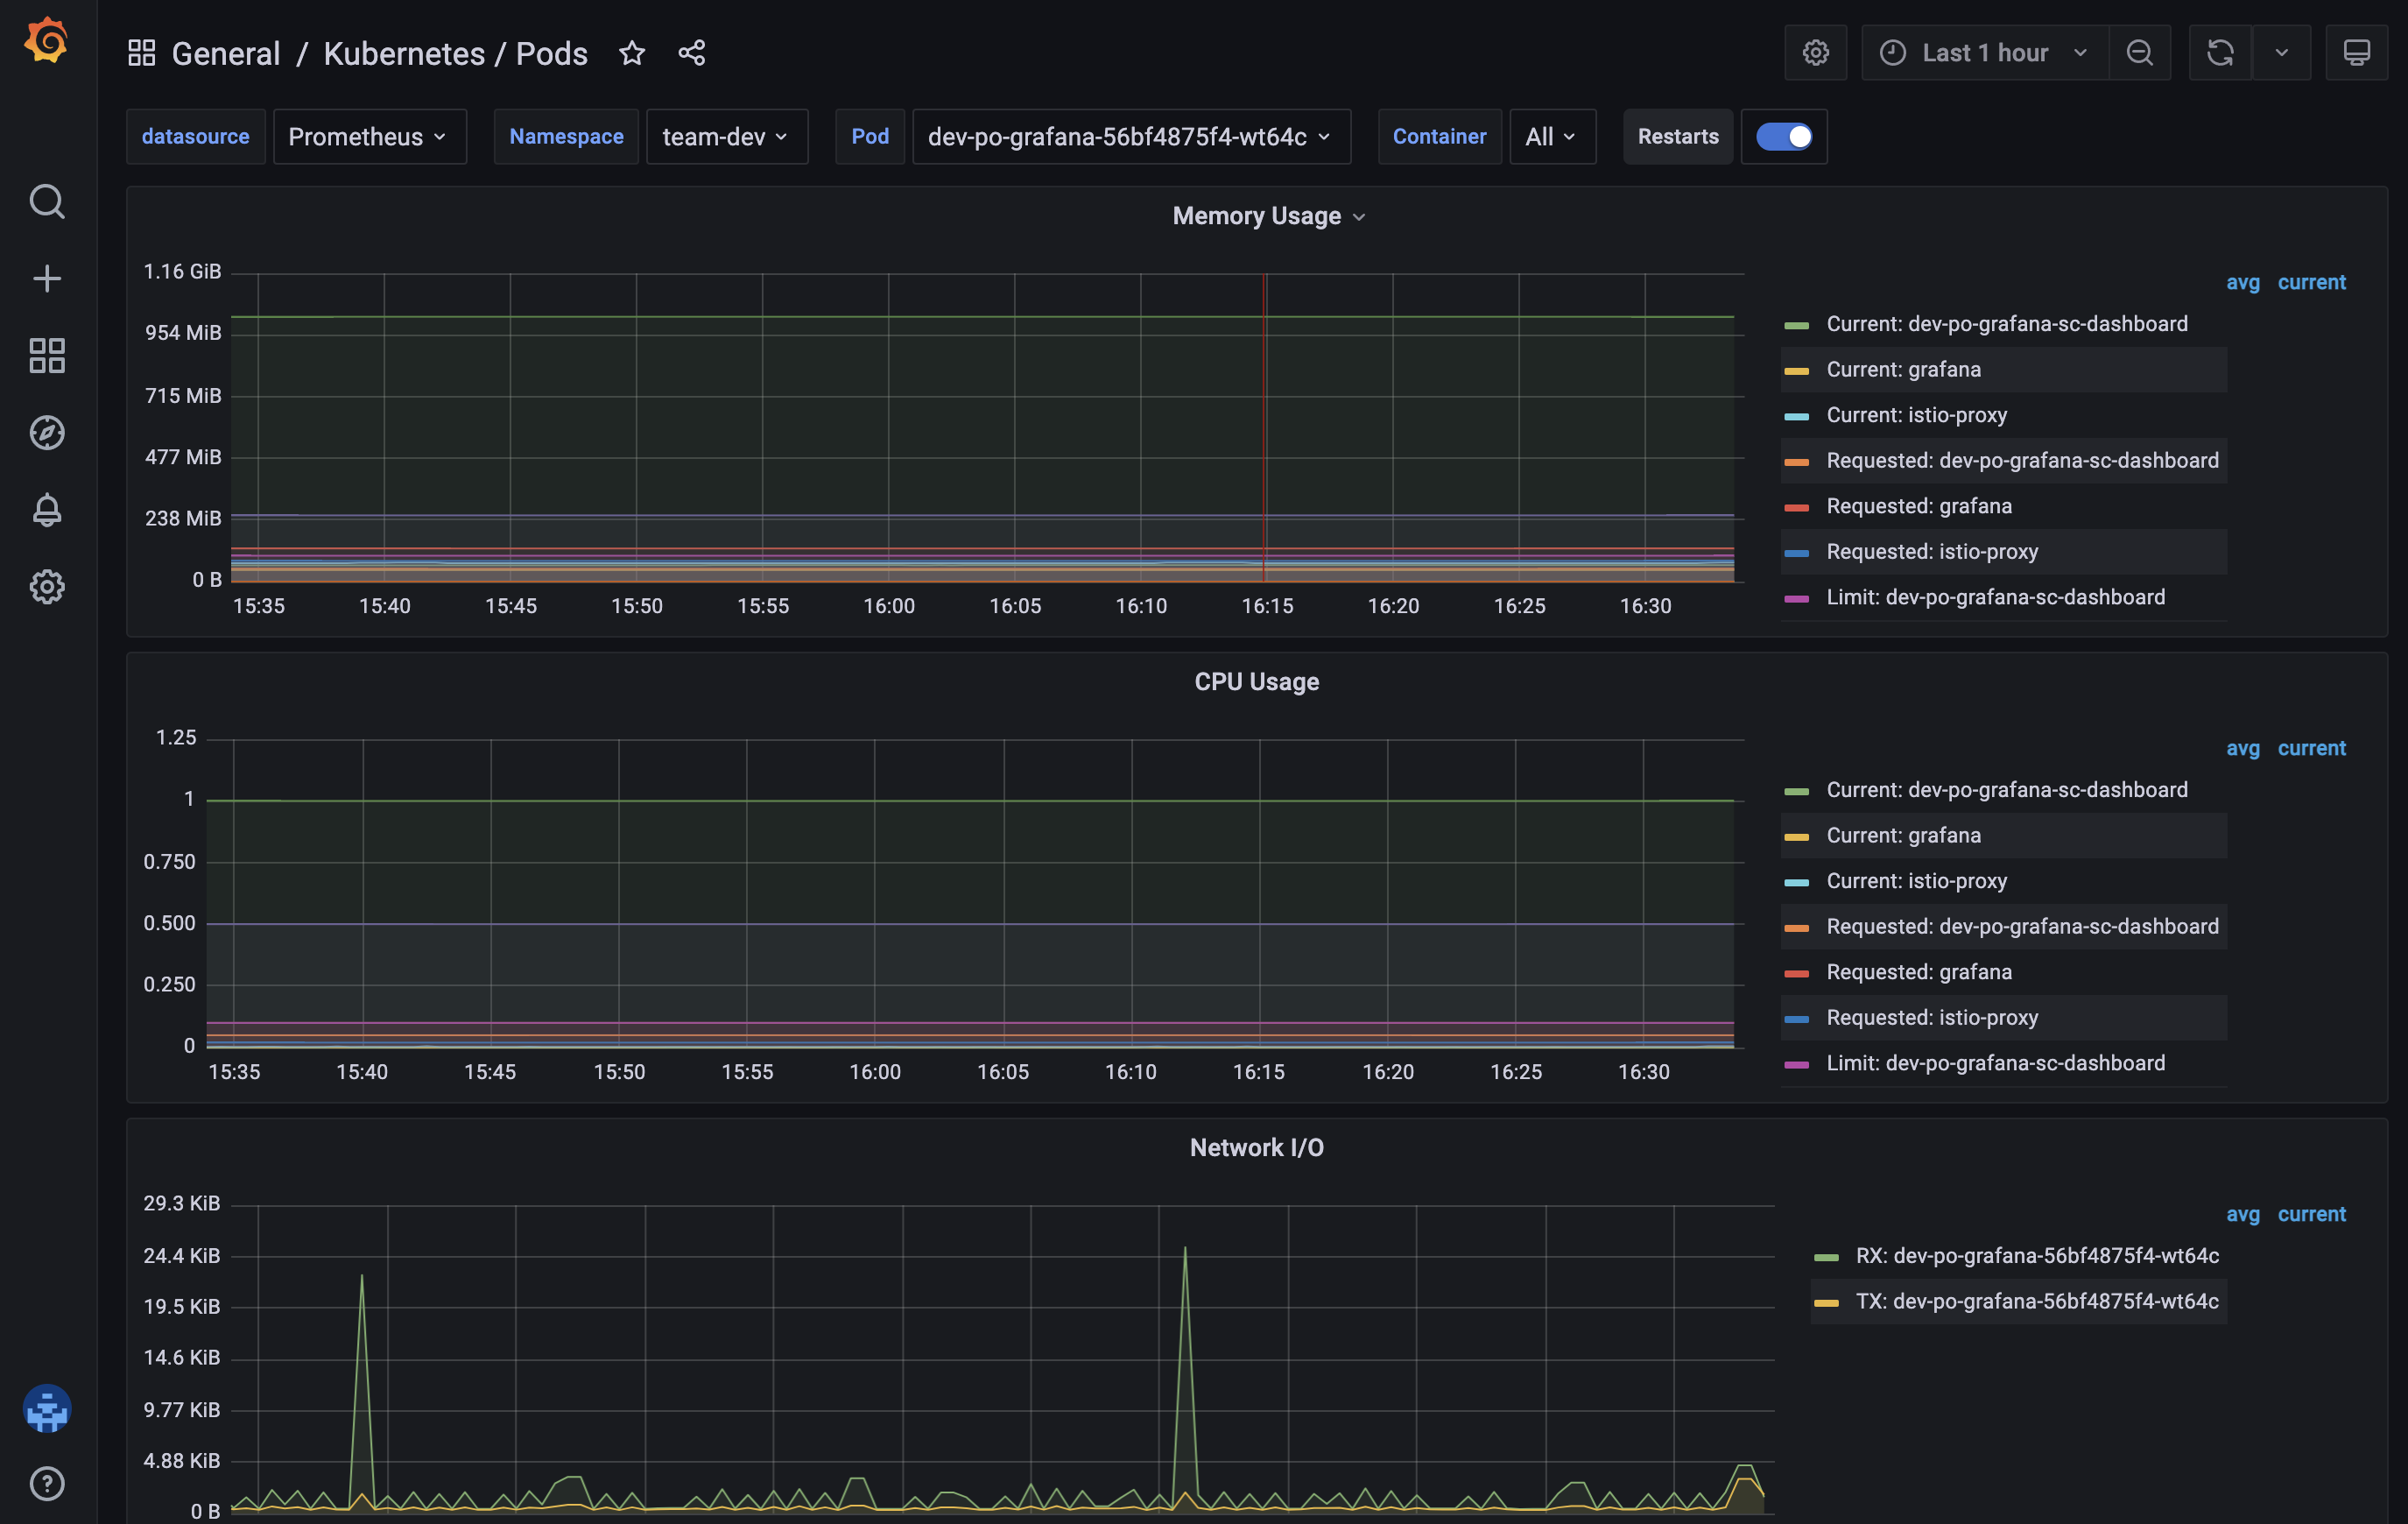 General / Kubernetes / Pods
Last 1 hour
datasource Prometheus Namespace team-dev Pod dev-po-grafana-56bf4875f4-wt64c Container All Restarts
Memory Usage
1.16 GiB
954 MiB
715 MiB
477 MiB
238 MiB
0 B
15:35 15:40 15:45 15:50 15:55 16:00 16:05 16:10 16:15 16:20 16:25 16:30
avg current
Current: dev-po-grafana-sc-dashboard
Current: grafana
Current: istio-proxy
Requested: dev-po-grafana-sc-dashboard
Requested: grafana
Requested: istio-proxy
Limit: dev-po-grafana-sc-dashboard
CPU Usage
1.25
1
0.750
0.500
0.250
0
15:35 15:40 15:45 15:50 15:55 16:00 16:05 16:10 16:15 16:20 16:25 16:30
avg current
Current: dev-po-grafana-sc-dashboard
Current: grafana
Current: istio-proxy
Requested: dev-po-grafana-sc-dashboard
Requested: grafana
Requested: istio-proxy
Limit: dev-po-grafana-sc-dashboard
Network I/O
29.3 KiB
24.4 KiB
19.5 KiB
14.6 KiB
9.77 KiB
4.88 KiB
0 B
avg current
RX: dev-po-grafana-56bf4875f4-wt64c
TX: dev-po-grafana-56bf4875f4-wt64c